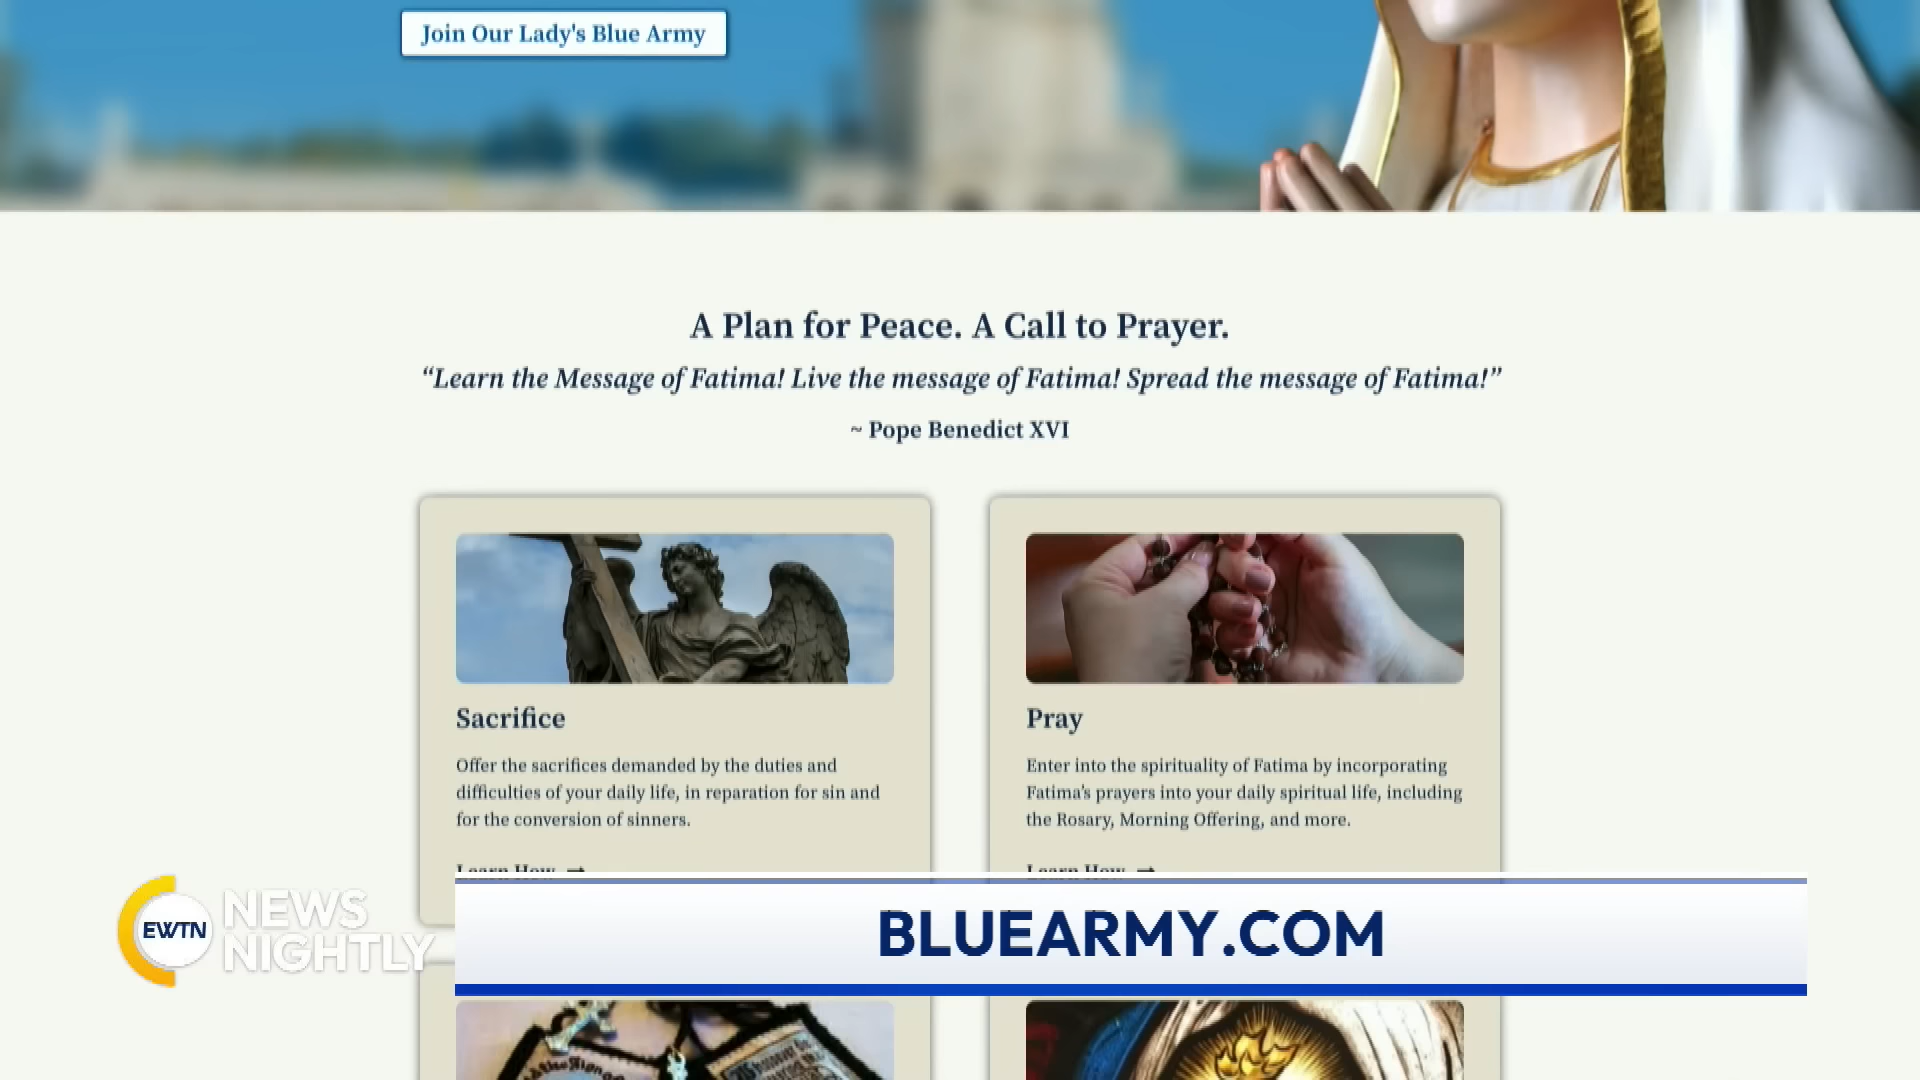 Join Our Lady's Blue Army
A Plan for Peace. A Call to Prayer.
“Learn the Message of Fatima! Live the message of Fatima! Spread the message of Fatima!”
~ Pope Benedict XVI
Sacrifice
Offer the sacrifices demanded by the duties and
difficulties of your daily life, in reparation for sin and
for the conversion of sinners.
Learn How →
Pray
Enter into the spirituality of Fatima by incorporating
Fatima's prayers into your daily spiritual life, including
the Rosary, Morning Offering, and more.
Learn How →
EWTN
NEWS
NIGHTLY
BLUEARMY.COM